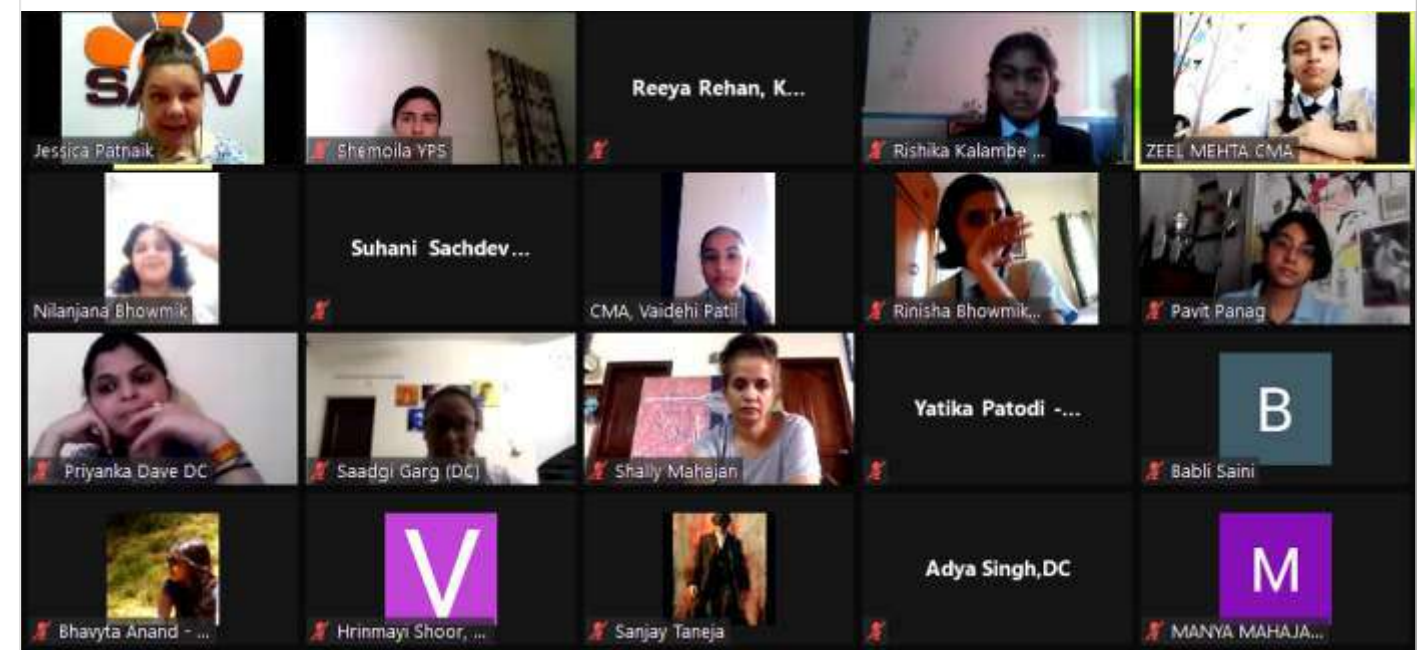 SA V
Jessica Patnaik
Shemoila YPS
Reeya Rehan, K...
Rishika Kalambe ...
ZEEL MEHTA CMA
Nilanjana Bhowmik
Suhani Sachdev...
CMA, Vaidehi Patil
Rinisha Bhowmik...
Pavit Panag
Priyanka Dave DC
Saadgi Garg (DC)
Shally Mahajan
Yatika Patodi -...
B
Babli Saini
Bhavyta Anand - ...
V
Hrinmayi Shoor, ...
Sanjay Taneja
Adya Singh,DC
M
MANYA MAHAJA...